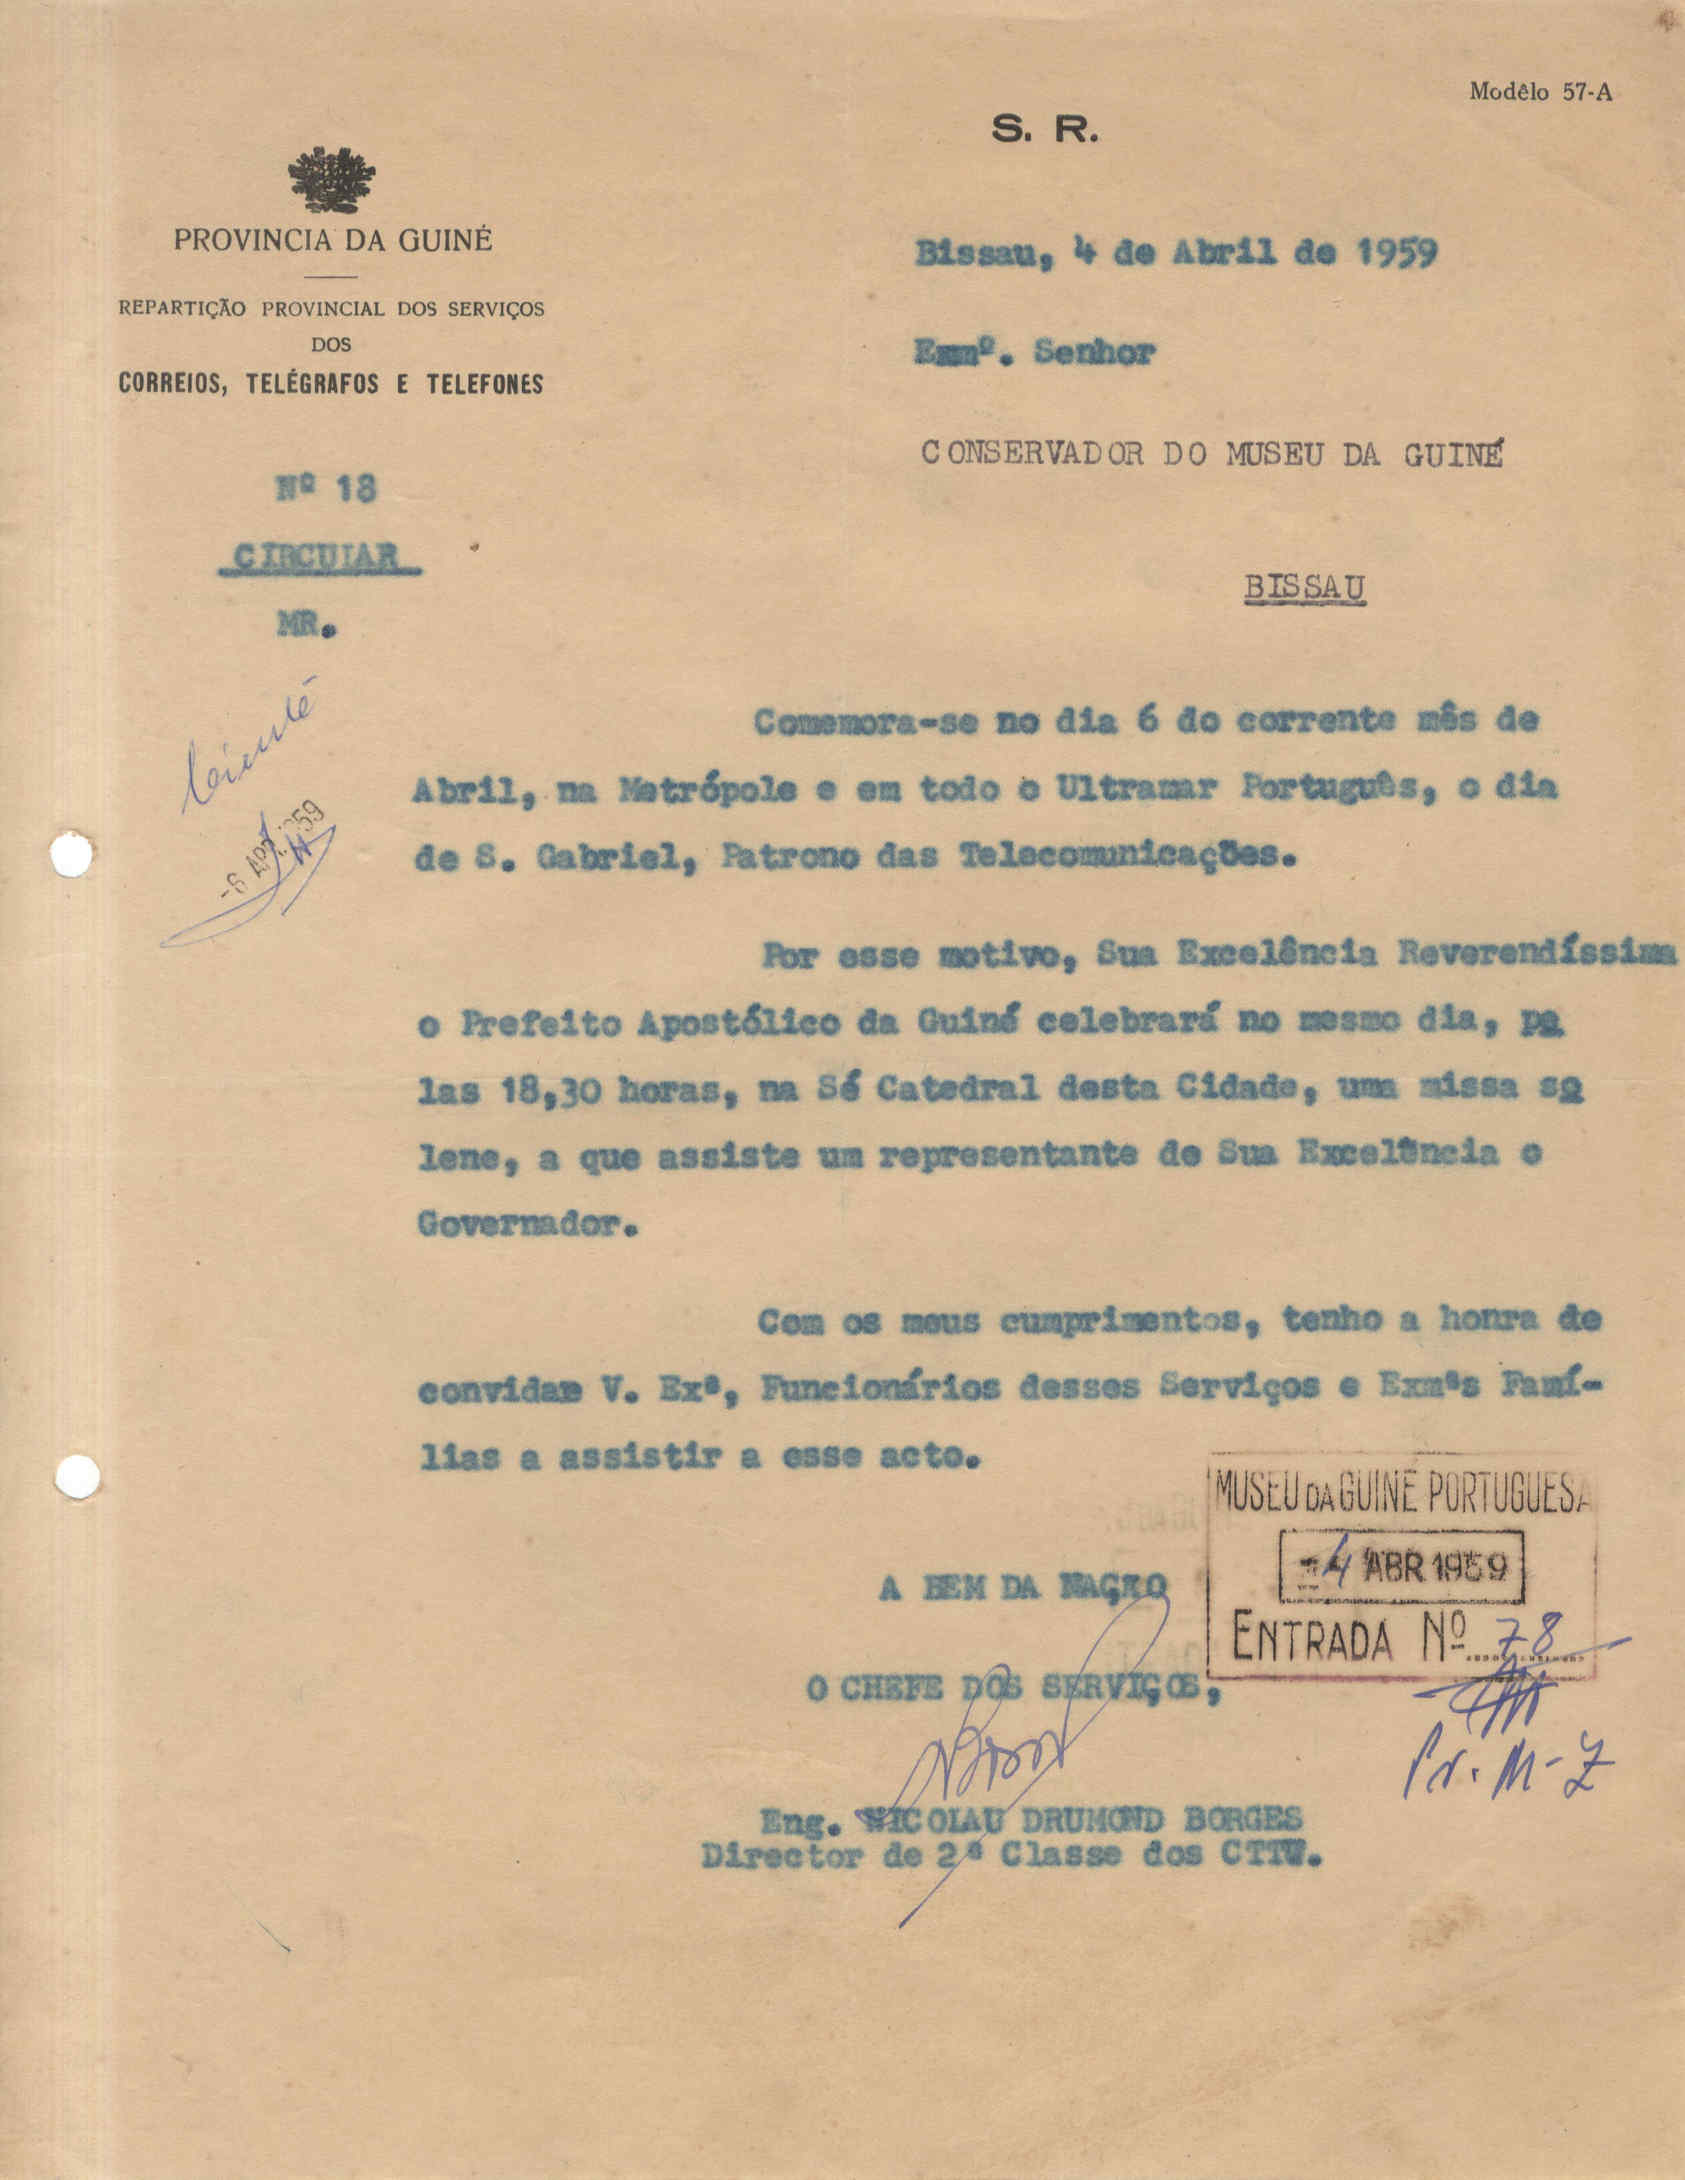 Modêlo 57-A
S. R.
PROVINCIA DA GUINÉ
REPARTIÇÃO PROVINCIAL DOS SERVIÇOS
DOS
CORREIOS, TELÉGRAFOS E TELEFONES
Bissau, 4 de Abril de 1959
Exmº. Senhor
CONSERVADOR DO MUSEU DA GUINÉ
BISSAU
Nº 18
CIRCULAR
MR.
Ciente
-6 ABR 1959
Comemora-se no dia 6 do corrente mês de
Abril, na Metrópole e em todo o Ultramar Português, o dia
de S. Gabriel, Patrono das Telecomunicações.
Por esse motivo, Sua Excelência Reverendíssima
o Prefeito Apostólico da Guiné celebrará no mesmo dia, pe
las 18,30 horas, na Sé Catedral desta Cidade, uma missa so
lene, a que assiste um representante de Sua Excelência o
Governador.
Com os meus cumprimentos, tenho a honra de
convidar V. Exª, Funcionários desses Serviços e Exmªs Famí-
lias a assistir a esse acto.
MUSEU DA GUINÉ PORTUGUESA
-4 ABR 1959
ENTRADA Nº 78
Pr. M-Z
A BEM DA NAÇÃO
O CHEFE DOS SERVIÇOS,
Eng. NICOLAU DRUMOND BORGES
Director de 2ª Classe dos CTTU.